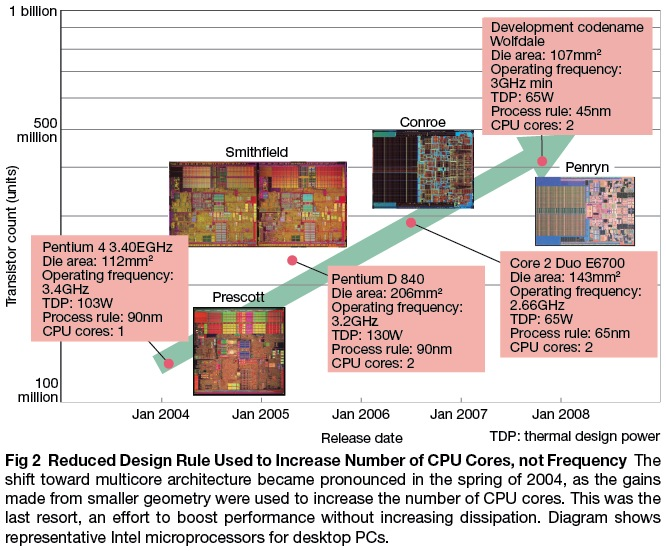 1 billion
500
million
100
million
Transistor count (units)
Development codename
Wolfdale
Die area: 107mm²
Operating frequency:
3GHz min
TDP: 65W
Process rule: 45nm
CPU cores: 2
Conroe
Smithfield
Penryn
Pentium 4 3.40EGHz
Die area: 112mm²
Operating frequency:
3.4GHz
TDP: 103W
Process rule: 90nm
CPU cores: 1
Prescott
Pentium D 840
Die area: 206mm²
Operating frequency:
3.2GHz
TDP: 130W
Process rule: 90nm
CPU cores: 2
Core 2 Duo E6700
Die area: 143mm²
Operating frequency:
2.66GHz
TDP: 65W
Process rule: 65nm
CPU cores: 2
Jan 2004
Jan 2005
Jan 2006
Jan 2007
Jan 2008
Release date
TDP: thermal design power
Fig 2 Reduced Design Rule Used to Increase Number of CPU Cores, not Frequency The
shift toward multicore architecture became pronounced in the spring of 2004, as the gains
made from smaller geometry were used to increase the number of CPU cores. This was the
last resort, an effort to boost performance without increasing dissipation. Diagram shows
representative Intel microprocessors for desktop PCs.